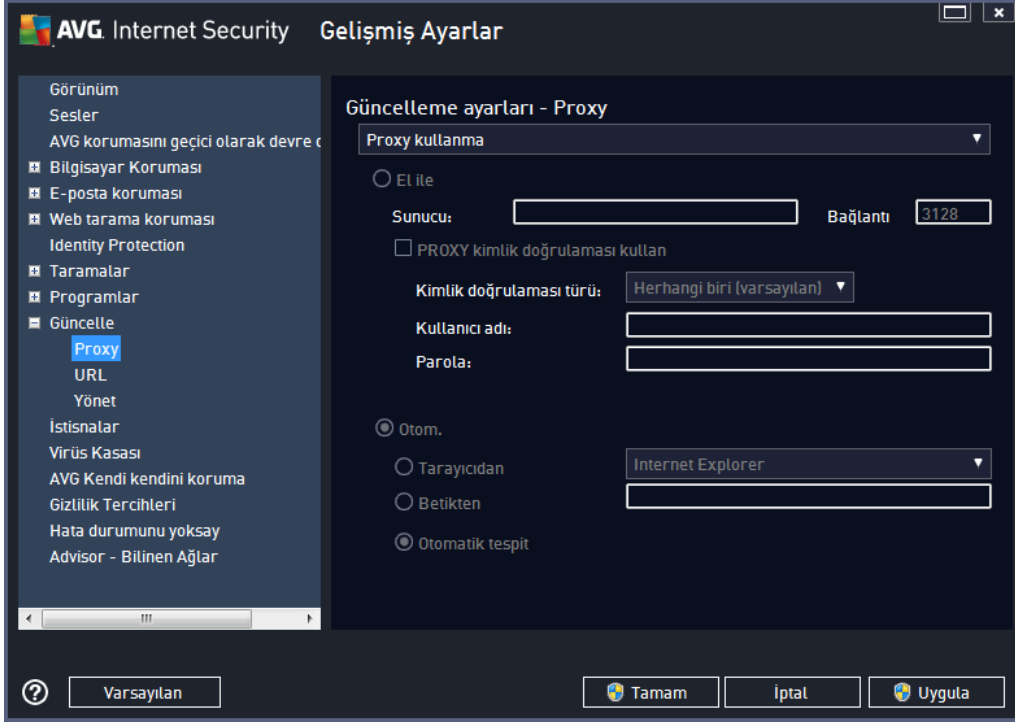 AVG. Internet Security Gelişmiş Ayarlar
Görünüm
Sesler
AVG korumasını geçici olarak devre
Bilgisayar Koruması
E-posta koruması
Web tarama koruması
Identity Protection
Taramalar
Programlar
Güncelle
Proxy
URL
Yönet
İstisnalar
Virüs Kasası
AVG Kendi kendini koruma
Gizlilik Tercihleri
Hata durumunu yoksay
Advisor - Bilinen Ağlar
Güncelleme ayarları - Proxy
Proxy kullanma
El ile
Sunucu: Bağlantı 3128
PROXY kimlik doğrulaması kullan
Kimlik doğrulaması türü: Herhangi biri (varsayılan)
Kullanıcı adı:
Parola:
Otom.
Tarayıcıdan Internet Explorer
Betikten
Otomatik tespit
Varsayılan Tamam İptal Uygula